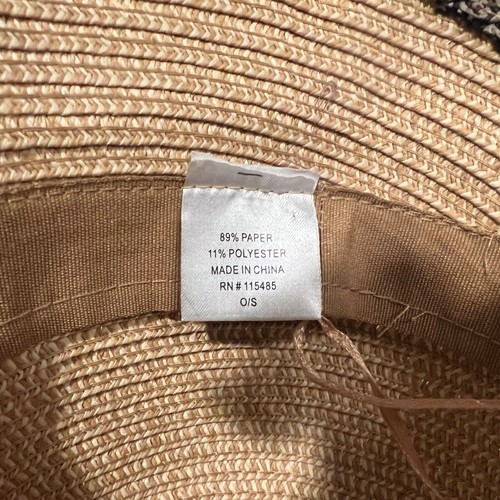 89% PAPER
11% POLYESTER
MADE IN CHINA
RN # 115485
O/S